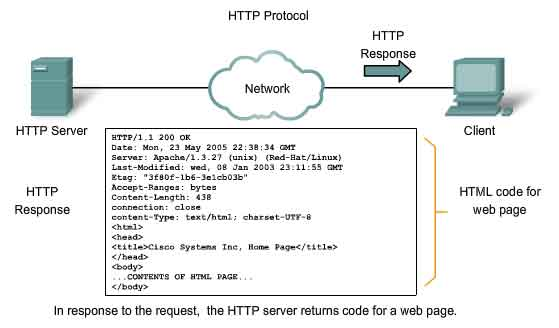 HTTP Protocol
HTTP
Response
Network
HTTP Server
Client
HTTP/1.1 200 OK
Date: Mon, 23 May 2005 22:38:34 GMT
Server: Apache/1.3.27 (unix) (Red-Hat/Linux)
Last-Modified: wed, 08 Jan 2003 23:11:55 GMT
Etag: "3f80f-1b6-3e1cb03b"
Accept-Ranges: bytes
Content-Length: 438
connection: close
content-Type: text/html; charset-UTF-8
<html>
<head>
<title>Cisco Systems Inc, Home Page</title>
</head>
<body>
...CONTENTS OF HTML PAGE...
</body>
HTTP
Response
HTML code for
web page
In response to the request, the HTTP server returns code for a web page.